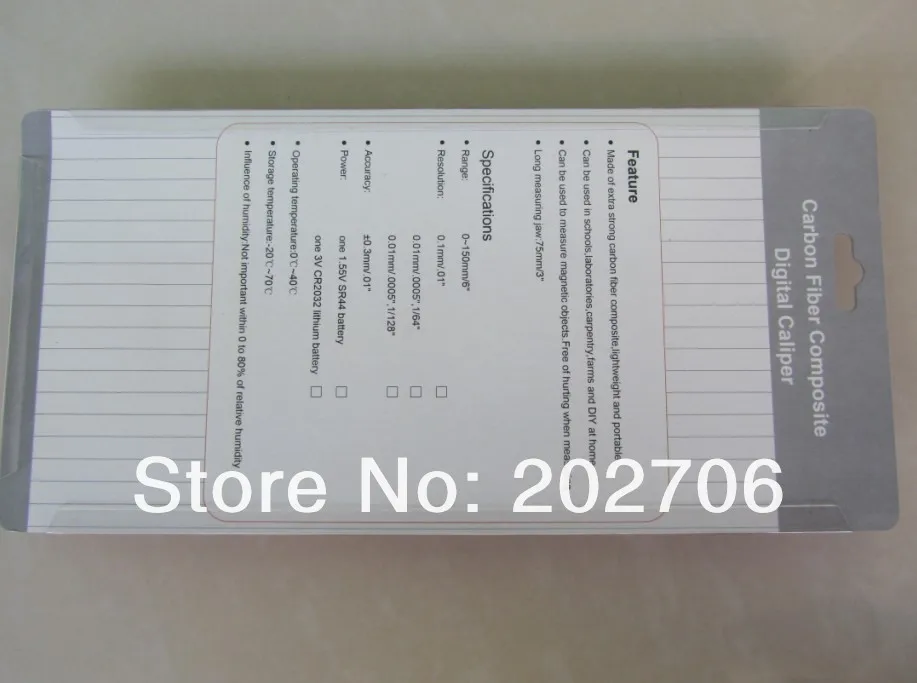 Carbon Fiber Composite
Digital Caliper
Feature
• Made of extra strong carbon fiber composite,lightweight and portable
• Can be used in schools,laboratories,carpentry,farms and DIY at home
• Can be used to measure magnetic objects.Free of hurting when
• Long measuring jaw:75mm/3"
Specifications
• Range: 0~150mm/6"
• Resolution: 0.1mm/.01" □
0.01mm/.0005",1/64" □
0.01mm/.0005",1/128" □
• Accuracy: ±0.3mm/.01"
• Power: one 1.55V SR44 battery □
one 3V CR2032 lithium battery □
• Operating temperature:0℃~40℃
• Storage temperature:-20℃~70℃
• Influence of humidity:Not important within 0 to 80% of relative humidity
Store No: 202706